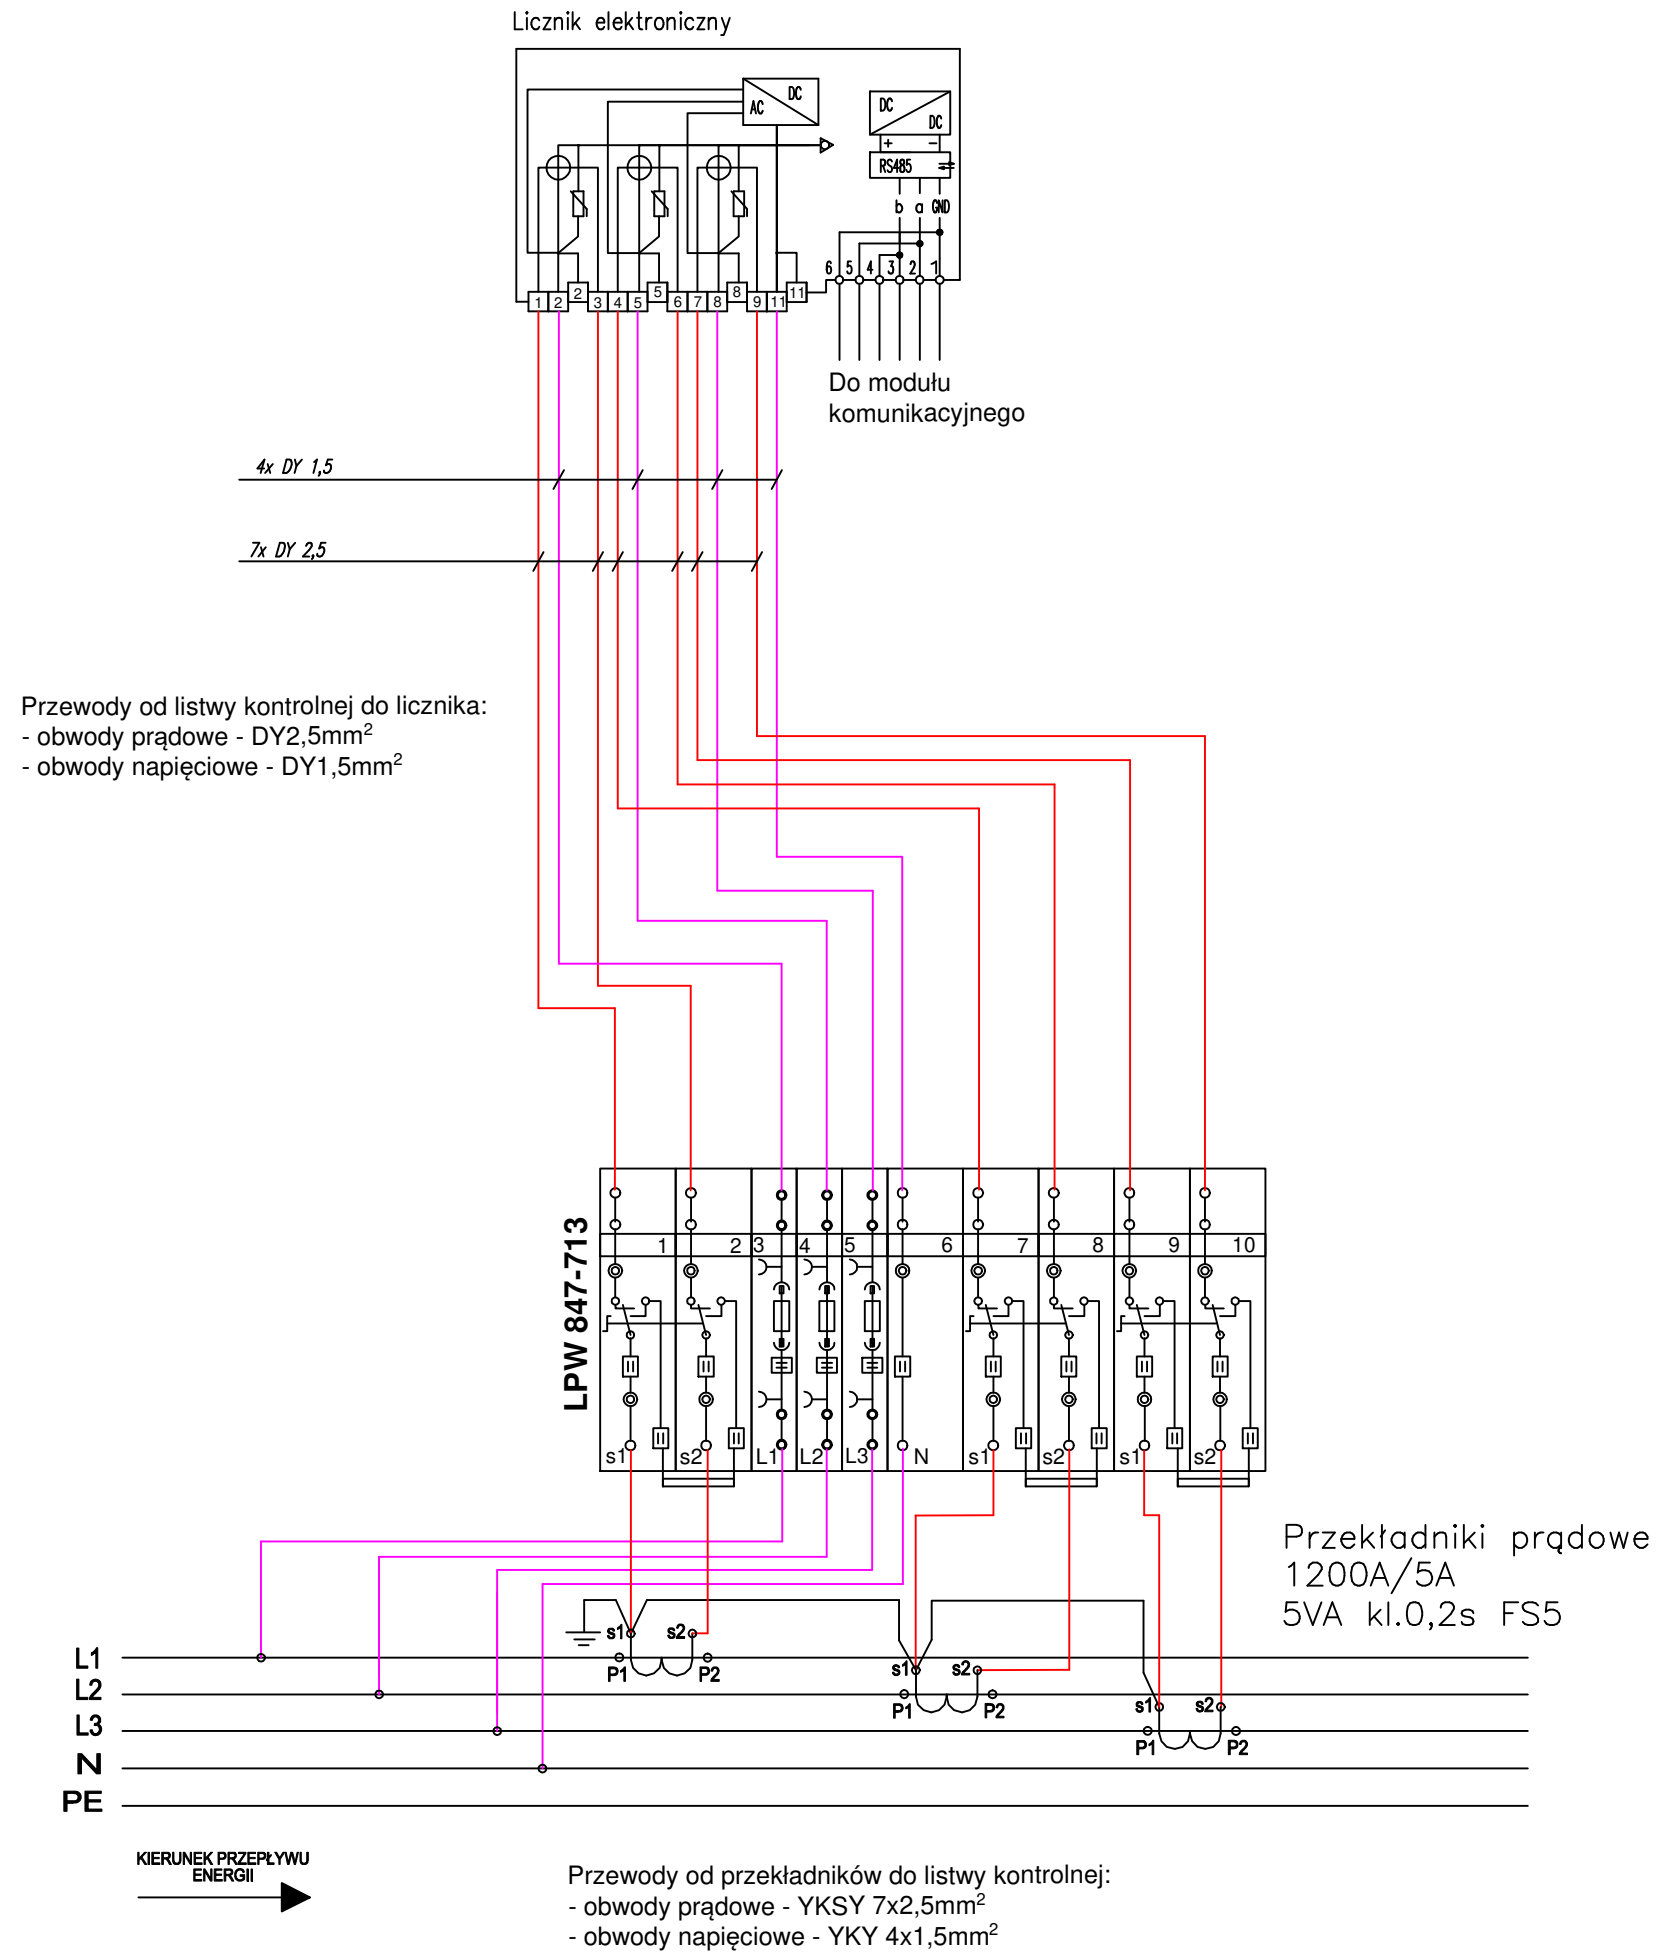 Licznik elektroniczny
DC
AC
DC
DC
+ -
RS485
b a GND
6 5 4 3 2 1
2 5 8 11
1 2 3 4 5 6 7 8 9 11
Do modułu
komunikacyjnego
4x DY 1,5
7x DY 2,5
Przewody od listwy kontrolnej do licznika:
- obwody prądowe - DY2,5mm²
- obwody napięciowe - DY1,5mm²
LPW 847-713
1 2 3 4 5 6 7 8 9 10
s1 s2 L1 L2 L3 N s1 s2 s1 s2
Przekładniki prądowe
1200A/5A
5VA kl.0,2s FS5
s1 s2
L1
P1 P2
s1 s2
L2
P1 P2
s1 s2
L3
P1 P2
N
PE
KIERUNEK PRZEPŁYWU
ENERGII
Przewody od przekładników do listwy kontrolnej:
- obwody prądowe - YKSY 7x2,5mm²
- obwody napięciowe - YKY 4x1,5mm²